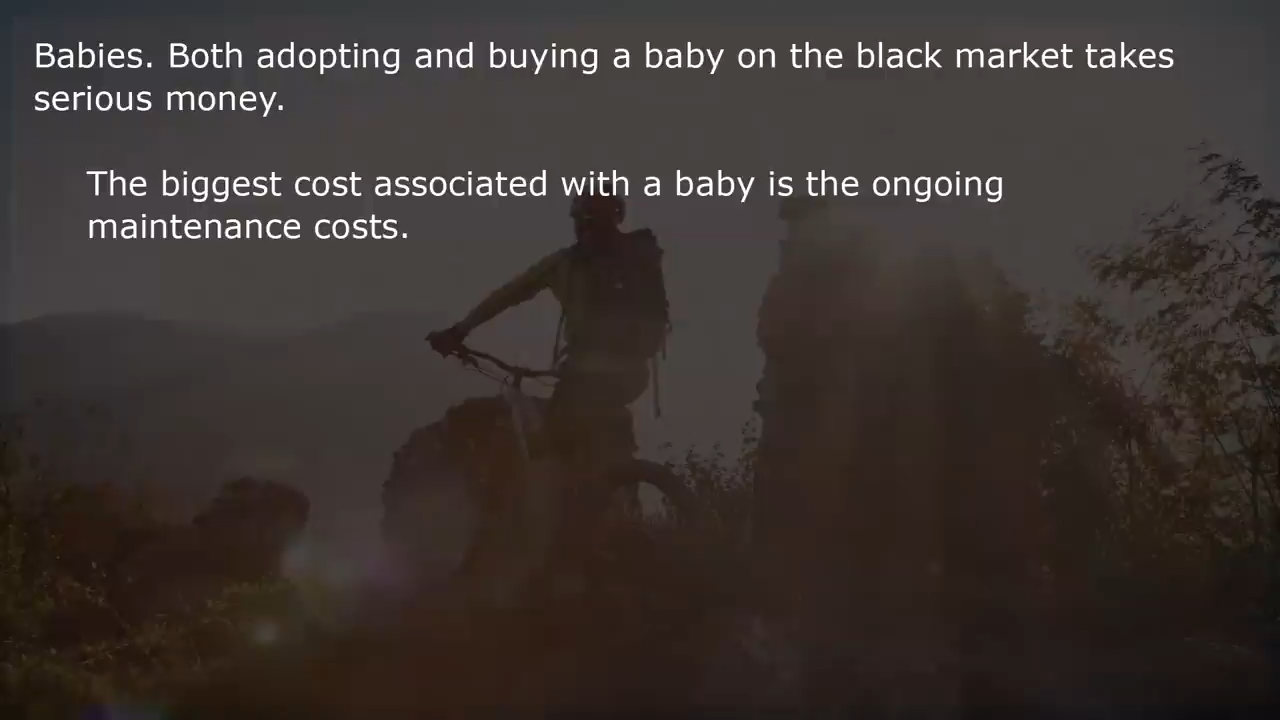 Babies. Both adopting and buying a baby on the black market takes
serious money.
The biggest cost associated with a baby is the ongoing
maintenance costs.